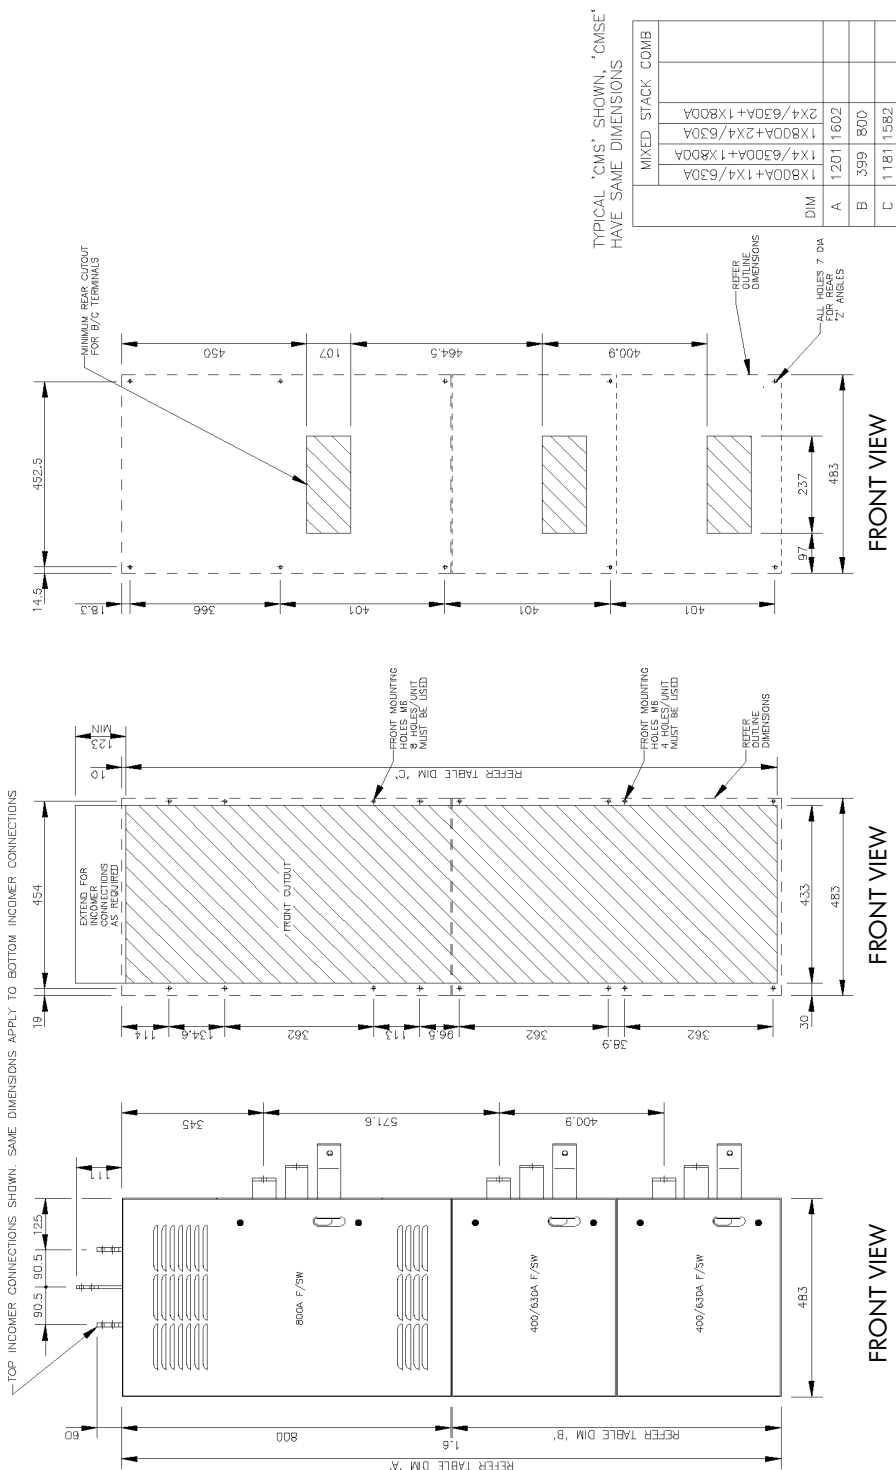 TOP INCOMER CONNECTIONS SHOWN. SAME DIMENSIONS APPLY TO BOTTOM INCOMER CONNECTIONS
111
90.5
90.5
125
60
800
1.6
REFER TABLE DIM 'A'
REFER TABLE DIM 'B'
345
571.6
400.9
800A F/SW
400/630A F/SW
400/630A F/SW
483
FRONT VIEW
19
454
123
MIN
10
EXTEND FOR
INCOMER
CONNECTIONS
AS REQUIRED
FRONT CUTOUT
REFER TABLE DIM 'C'
114
134.6
362
113
96.5
362
38.9
362
FRONT MOUNTING
HOLES M6
8 HOLES/UNIT
MUST BE USED
FRONT MOUNTING
HOLES M6
4 HOLES/UNIT
MUST BE USED
REFER
OUTLINE
DIMENSIONS
30
433
483
FRONT VIEW
14.5
452.5
18.3
366
401
401
401
MINIMUM REAR CUTOUT
FOR B/C TERMINALS
450
107
464.5
400.9
REFER
OUTLINE
DIMENSIONS
ALL HOLES 7 DIA
FOR REAR
'Z' ANGLES
97
237
483
FRONT VIEW
TYPICAL 'CMS' SHOWN, 'CMSE'
HAVE SAME DIMENSIONS
MIXED STACK COMB
DIM
1X800A+1X4/630A
1X4/630A+1X800A
1X800A+2X4/630A
2X4/630A+1X800A
A 1201 1602
B 399 800
C 1181 1582